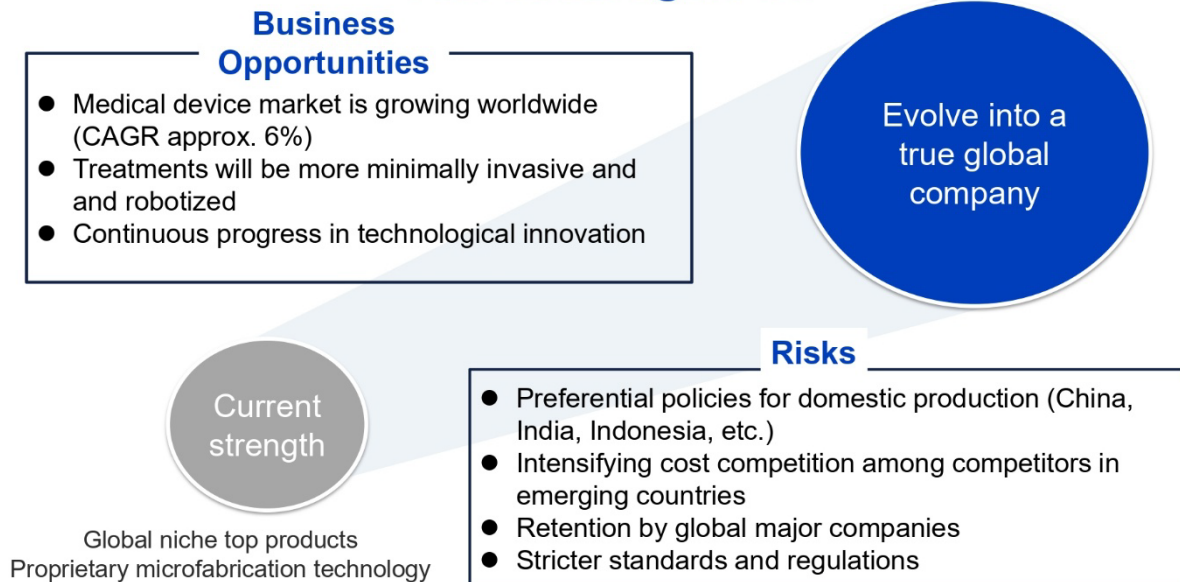 Business
Opportunities
● Medical device market is growing worldwide
(CAGR approx. 6%)
● Treatments will be more minimally invasive and
and robotized
● Continuous progress in technological innovation
Evolve into a
true global
company
Current
strength
Global niche top products
Proprietary microfabrication technology
Risks
● Preferential policies for domestic production (China,
India, Indonesia, etc.)
● Intensifying cost competition among competitors in
emerging countries
● Retention by global major companies
● Stricter standards and regulations